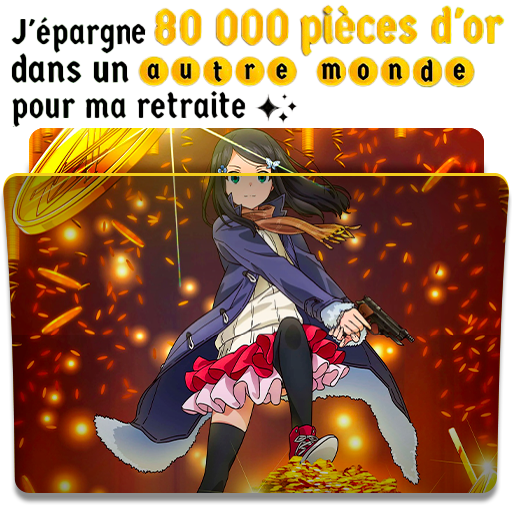 J'épargne 80 000 pièces d'or
dans un autre monde
pour ma retraite